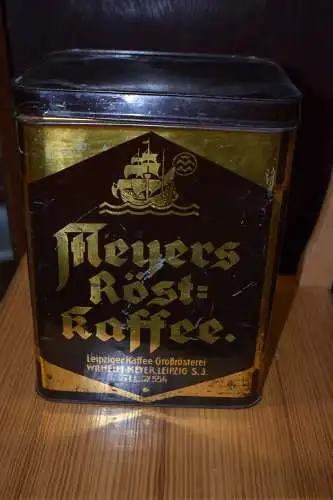 Meyers
Röst=
Kaffee.
Leipziger Kaffee-Großrösterei
WILHELM MEYER, LEIPZIG S. 3.